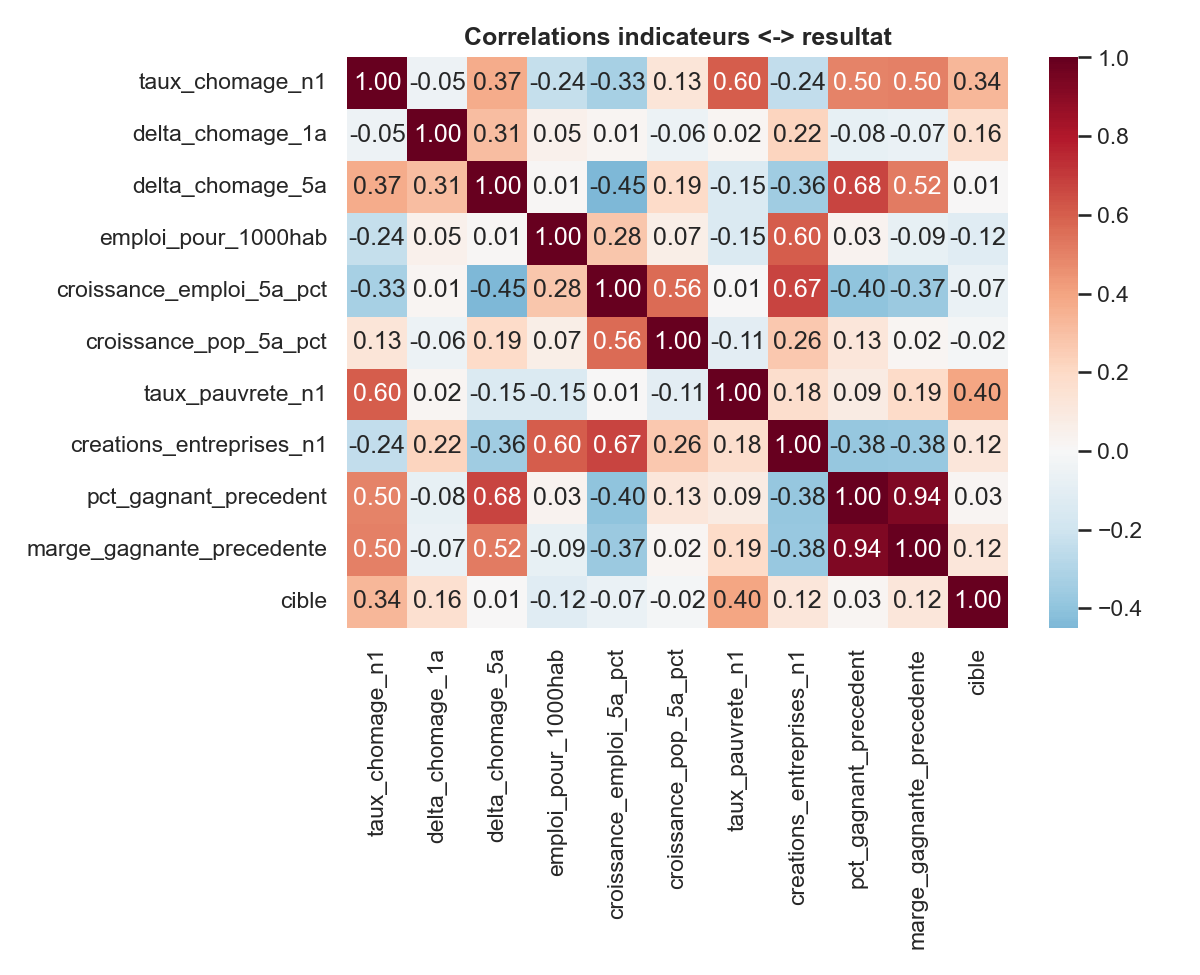 Correlations indicateurs <-> resultat
taux_chomage_n1 1.00 -0.05 0.37 -0.24 -0.33 0.13 0.60 -0.24 0.50 0.50 0.34
delta_chomage_1a -0.05 1.00 0.31 0.05 0.01 -0.06 0.02 0.22 -0.08 -0.07 0.16
delta_chomage_5a 0.37 0.31 1.00 0.01 -0.45 0.19 -0.15 -0.36 0.68 0.52 0.01
emploi_pour_1000hab -0.24 0.05 0.01 1.00 0.28 0.07 -0.15 0.60 0.03 -0.09 -0.12
croissance_emploi_5a_pct -0.33 0.01 -0.45 0.28 1.00 0.56 0.01 0.67 -0.40 -0.37 -0.07
croissance_pop_5a_pct 0.13 -0.06 0.19 0.07 0.56 1.00 -0.11 0.26 0.13 0.02 -0.02
taux_pauvrete_n1 0.60 0.02 -0.15 -0.15 0.01 -0.11 1.00 0.18 0.09 0.19 0.40
creations_entreprises_n1 -0.24 0.22 -0.36 0.60 0.67 0.26 0.18 1.00 -0.38 -0.38 0.12
pct_gagnant_precedent 0.50 -0.08 0.68 0.03 -0.40 0.13 0.09 -0.38 1.00 0.94 0.03
marge_gagnante_precedente 0.50 -0.07 0.52 -0.09 -0.37 0.02 0.19 -0.38 0.94 1.00 0.12
cible 0.34 0.16 0.01 -0.12 -0.07 -0.02 0.40 0.12 0.03 0.12 1.00
taux_chomage_n1
delta_chomage_1a
delta_chomage_5a
emploi_pour_1000hab
croissance_emploi_5a_pct
croissance_pop_5a_pct
taux_pauvrete_n1
creations_entreprises_n1
pct_gagnant_precedent
marge_gagnante_precedente
cible
1.0
0.8
0.6
0.4
0.2
0.0
−0.2
−0.4